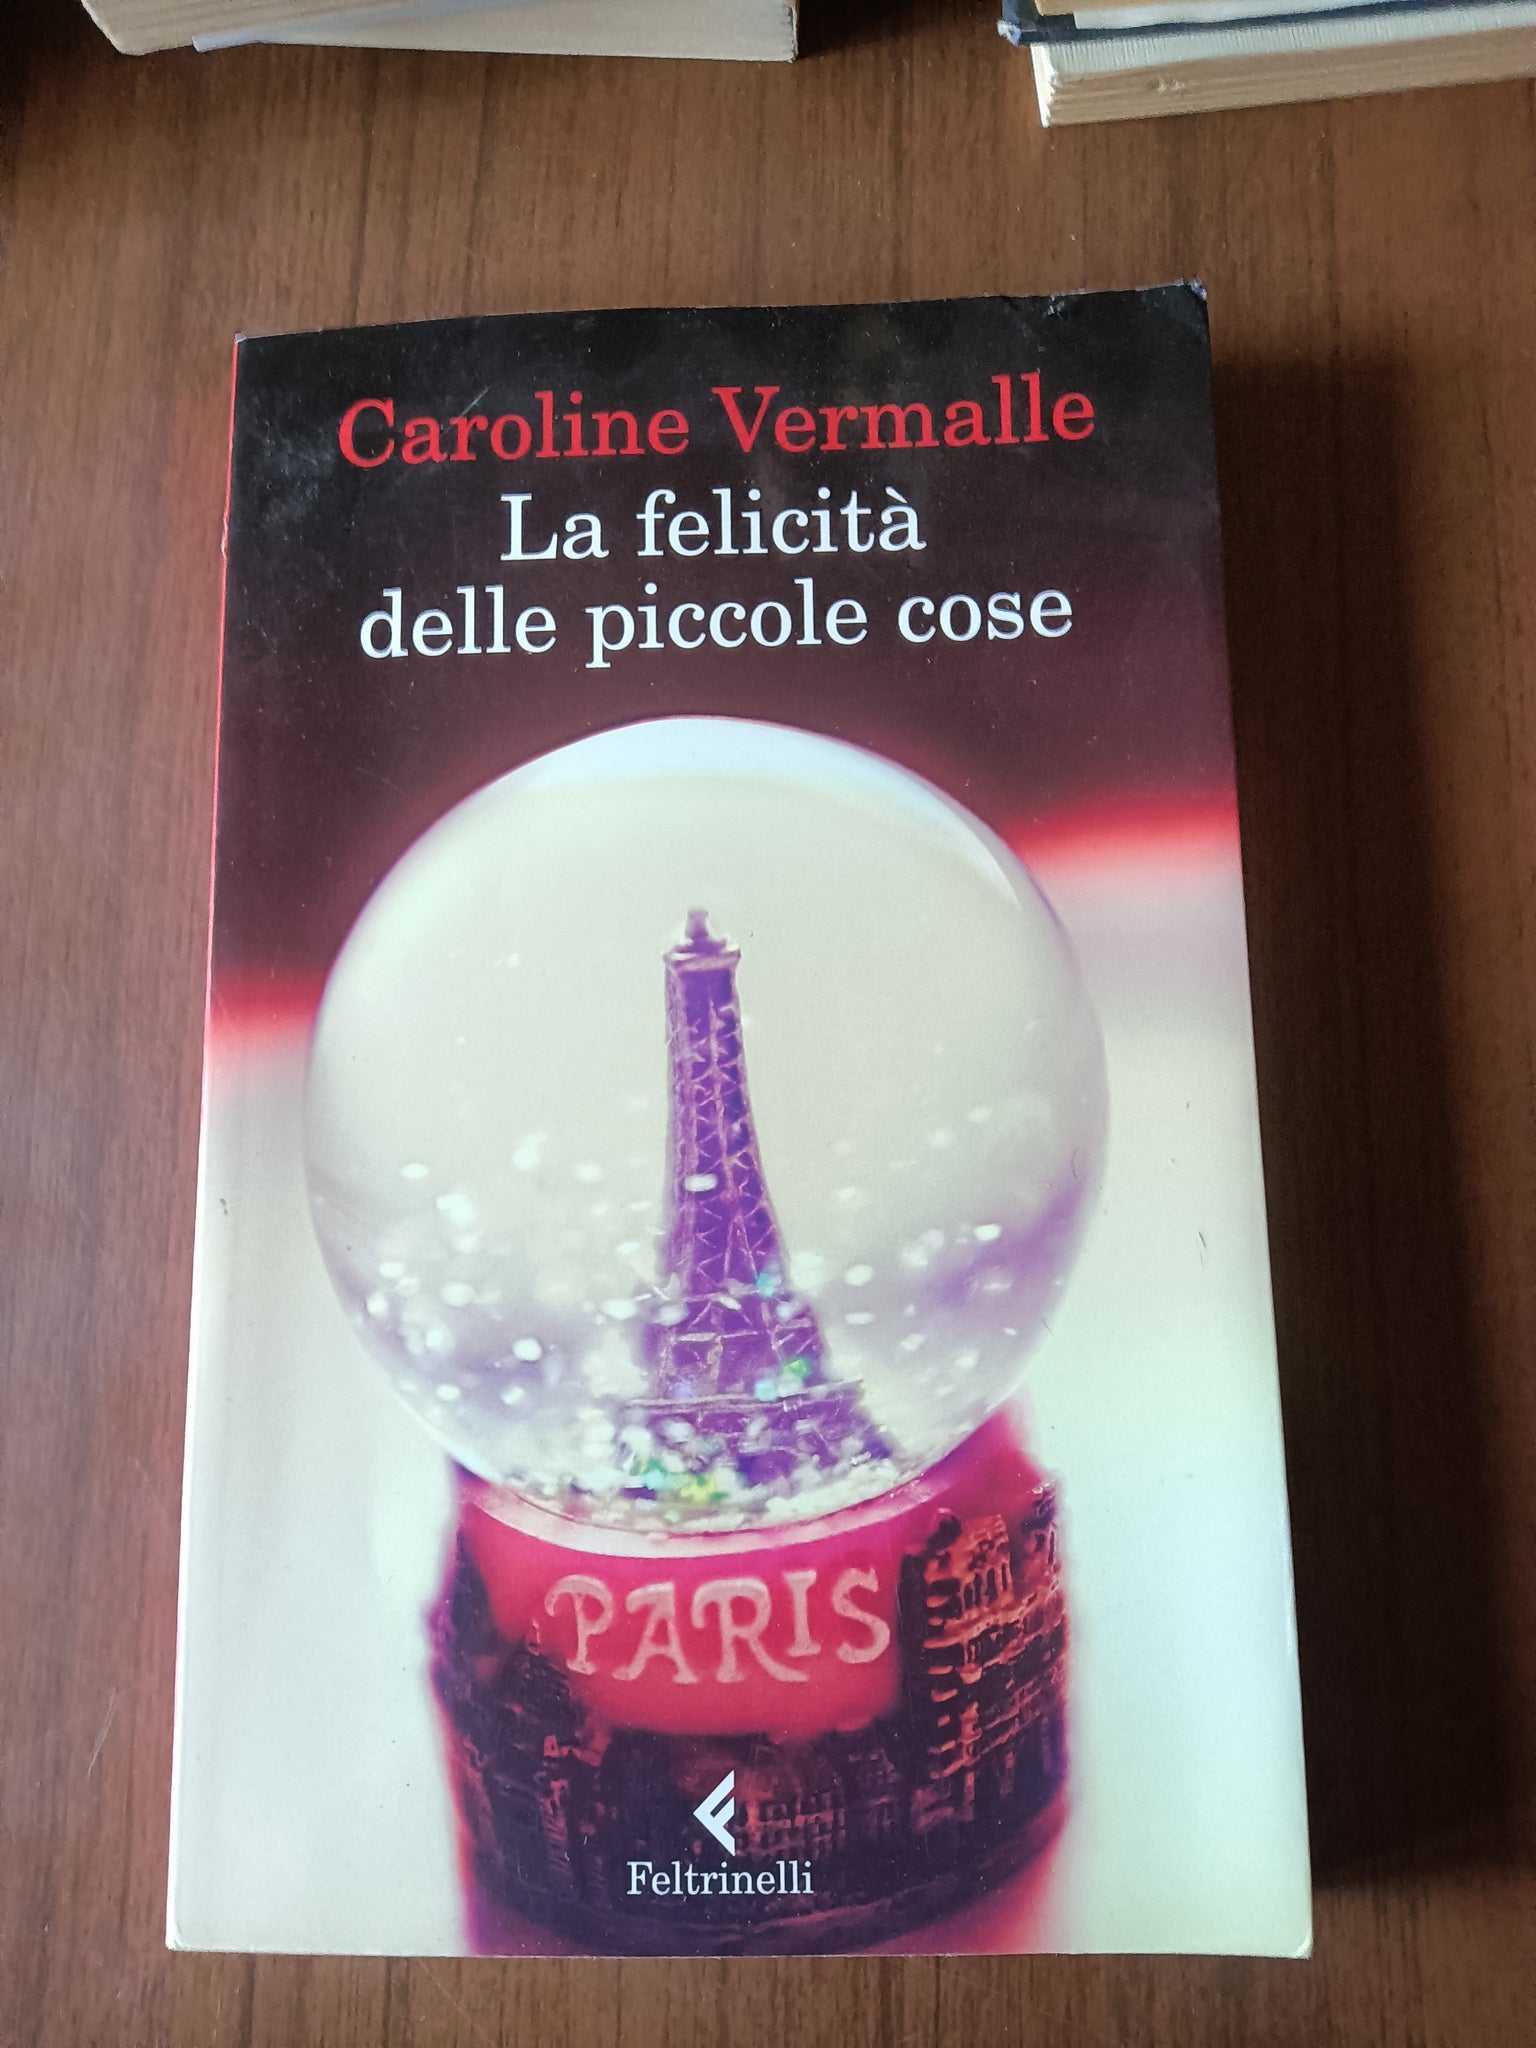 Caroline Vermalle
La felicità
delle piccole cose
PARIS
Feltrinelli